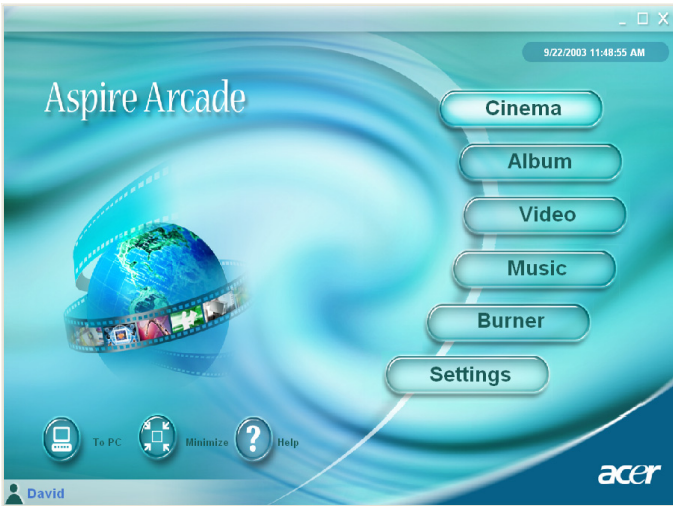 9/22/2003 11:48:55 AM
Aspire Arcade
Cinema
Album
Video
Music
Burner
Settings
To PC
Minimize
Help
acer
David